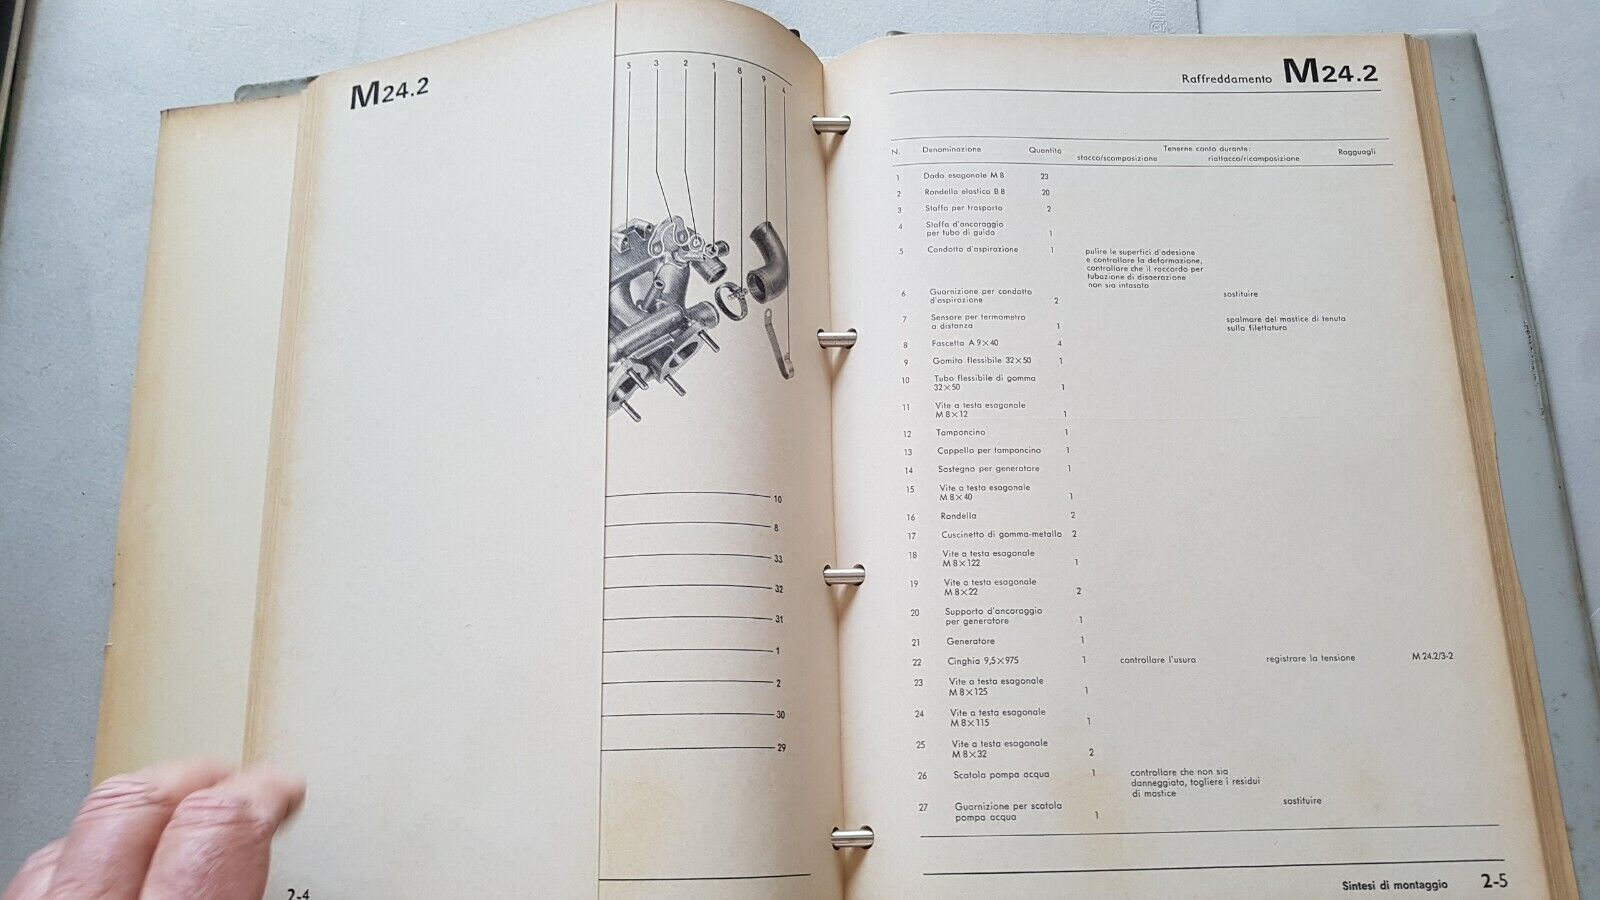 M24.2
5 3 2 1 8 9 4
10
8
33
32
31
1
2
30
29
2-4
Raffreddamento M24.2
N. Denominazione Quantità Tenerne conto durante: Ragguagli
stacco/scomposizione riattacco/ricomposizione
1 Dado esagonale M 8 23
2 Rondella elastica B 8 20
3 Staffa per trasporto 2
4 Staffa d'ancoraggio
per tubo di guida 1
5 Condotto d'aspirazione 1 pulire le superfici d'adesione
e controllare la deformazione,
controllare che il raccordo per
tubazione di disaerazione
non sia intasato
6 Guarnizione per condotto
d'aspirazione 2 sostituire
7 Sensore per termometro
a distanza 1 spalmare del mastice di tenuta
sulla filettatura
8 Fascetta A 9×40 4
9 Gomito flessibile 32×50 1
10 Tubo flessibile di gomma
32×50 1
11 Vite a testa esagonale
M 8×12 1
12 Tamponcino 1
13 Cappello per tamponcino 1
14 Sostegno per generatore 1
15 Vite a testa esagonale
M 8×40 1
16 Rondella 2
17 Cuscinetto di gomma-metallo 2
18 Vite a testa esagonale
M 8×122 1
19 Vite a testa esagonale
M 8×22 2
20 Supporto d'ancoraggio
per generatore 1
21 Generatore 1
22 Cinghia 9,5×975 1 controllare l'usura registrare la tensione M 24.2/3-2
23 Vite a testa esagonale
M 8×125 1
24 Vite a testa esagonale
M 8×115 1
25 Vite a testa esagonale
M 8×32 2
26 Scatola pompa acqua 1 controllare che non sia
danneggiata, togliere i residui
di mastice
27 Guarnizione per scatola
pompa acqua 1 sostituire
Sintesi di montaggio 2-5